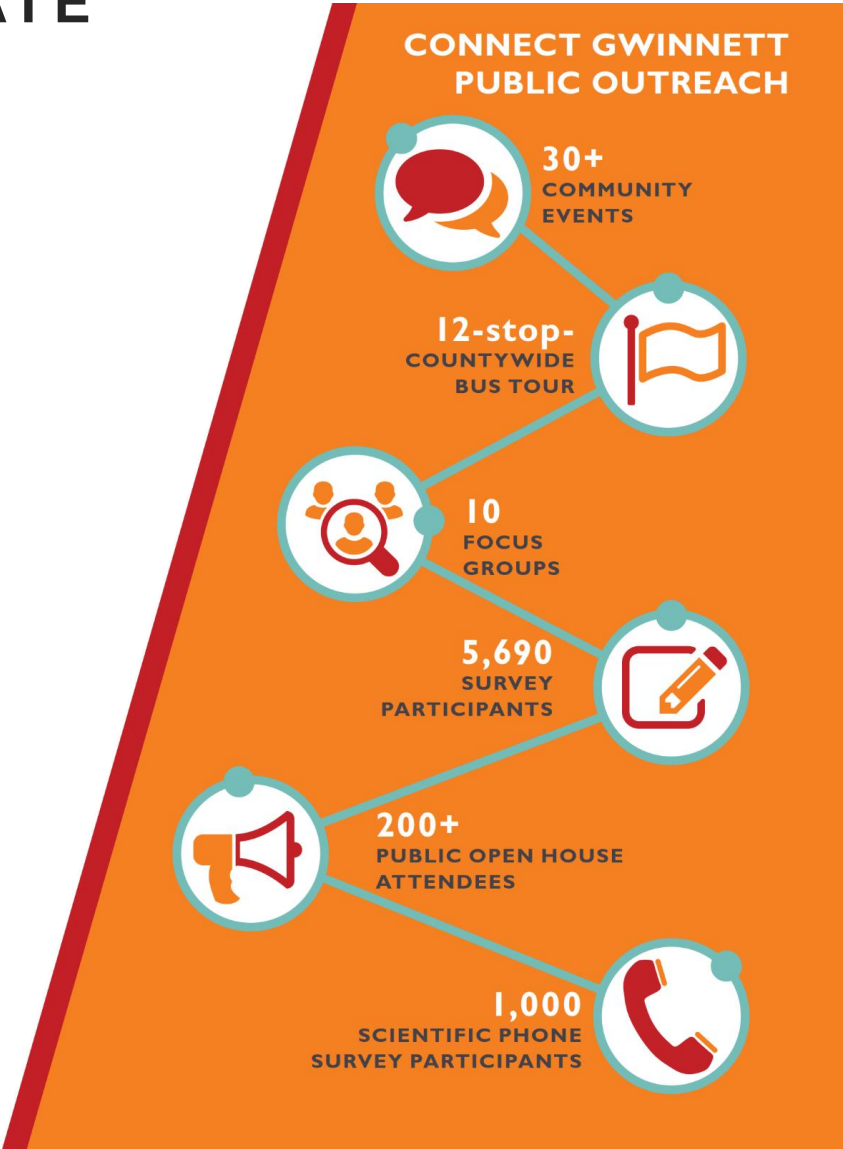 ATE
CONNECT GWINNETT
PUBLIC OUTREACH
30+
COMMUNITY
EVENTS
12-stop-
COUNTYWIDE
BUS TOUR
10
FOCUS
GROUPS
5,690
SURVEY
PARTICIPANTS
200+
PUBLIC OPEN HOUSE
ATTENDEES
1,000
SCIENTIFIC PHONE
SURVEY PARTICIPANTS